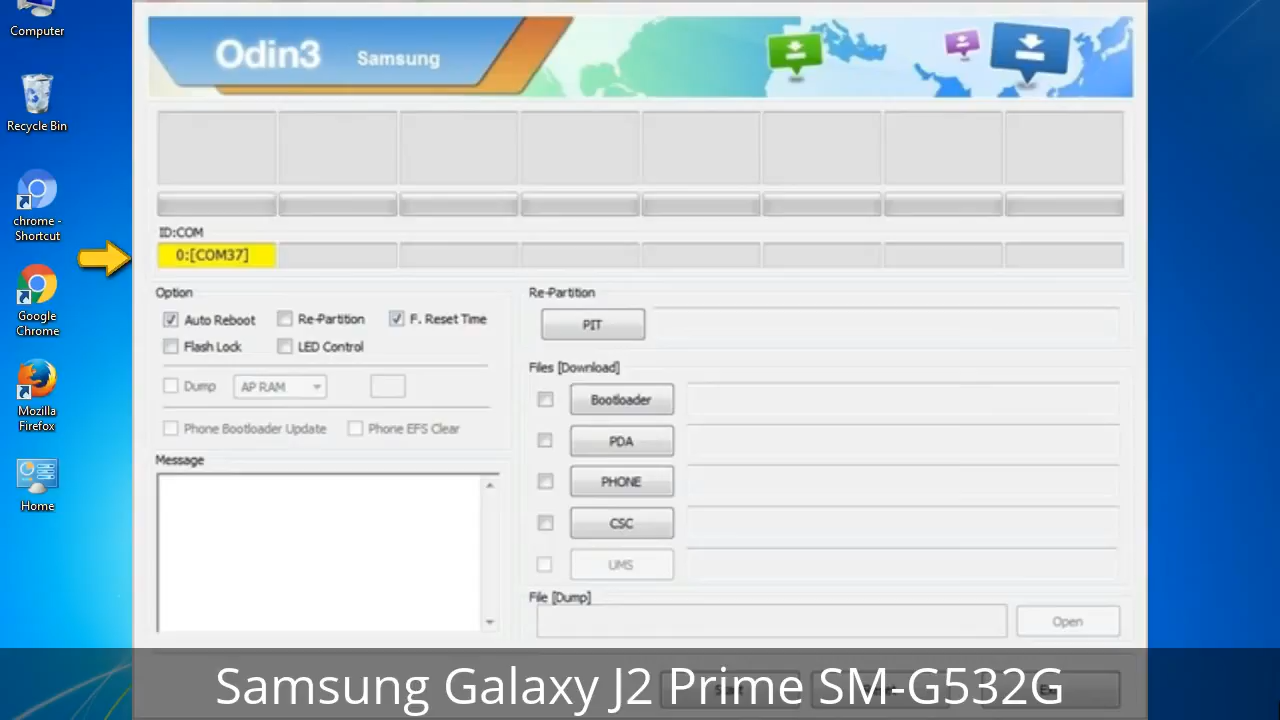 Computer
Recycle Bin
chrome -
Shortcut
Google
Chrome
Mozilla
Firefox
Home
Odin3 Samsung
ID:COM
0:[COM37]
Option
Auto Reboot Re-Partition F. Reset Time
Flash Lock LED Control
Dump AP RAM
Phone Bootloader Update Phone EFS Clear
Message
Re-Partition
PIT
Files [Download]
Bootloader
PDA
PHONE
CSC
UMS
File [Dump]
Open
Samsung Galaxy J2 Prime SM-G532G